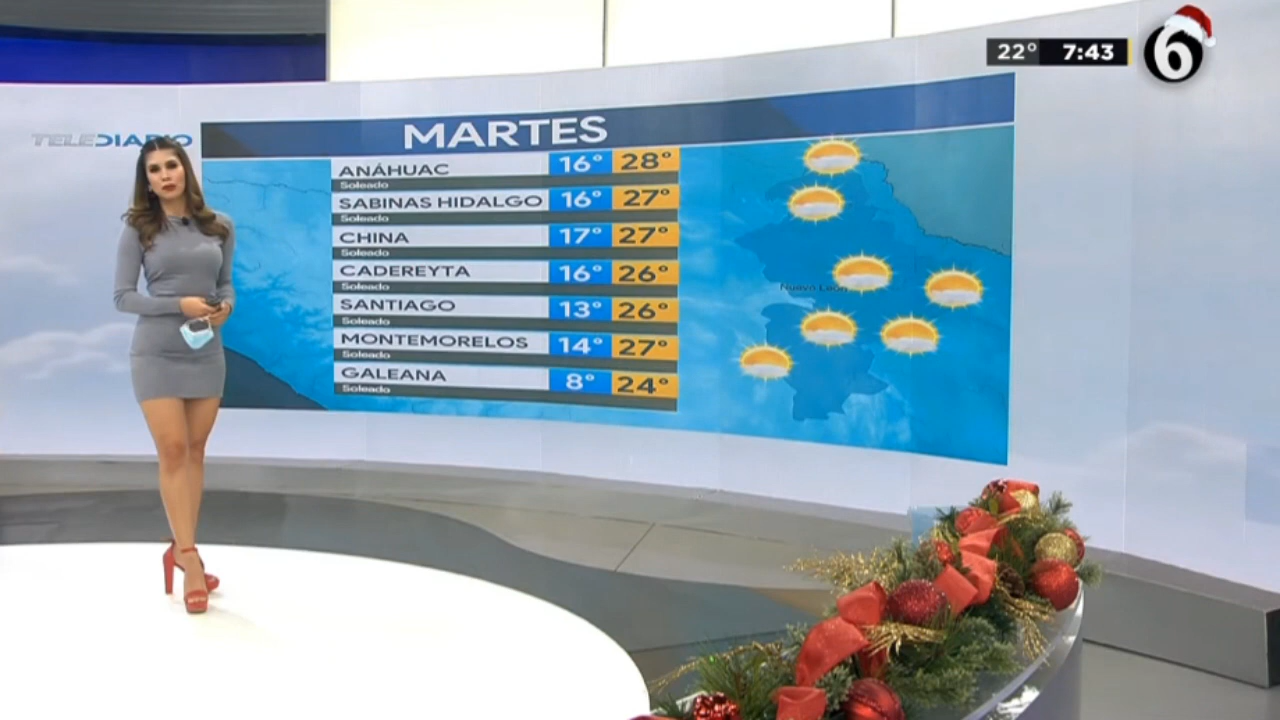 22° 7:43 6
TELEDIARIO
MARTES
ANÁHUAC 16° 28°
Soleado
SABINAS HIDALGO 16° 27°
Soleado
CHINA 17° 27°
Soleado
CADEREYTA 16° 26°
Soleado
SANTIAGO 13° 26°
Soleado
MONTEMORELOS 14° 27°
Soleado
GALEANA 8° 24°
Soleado
Nuevo León